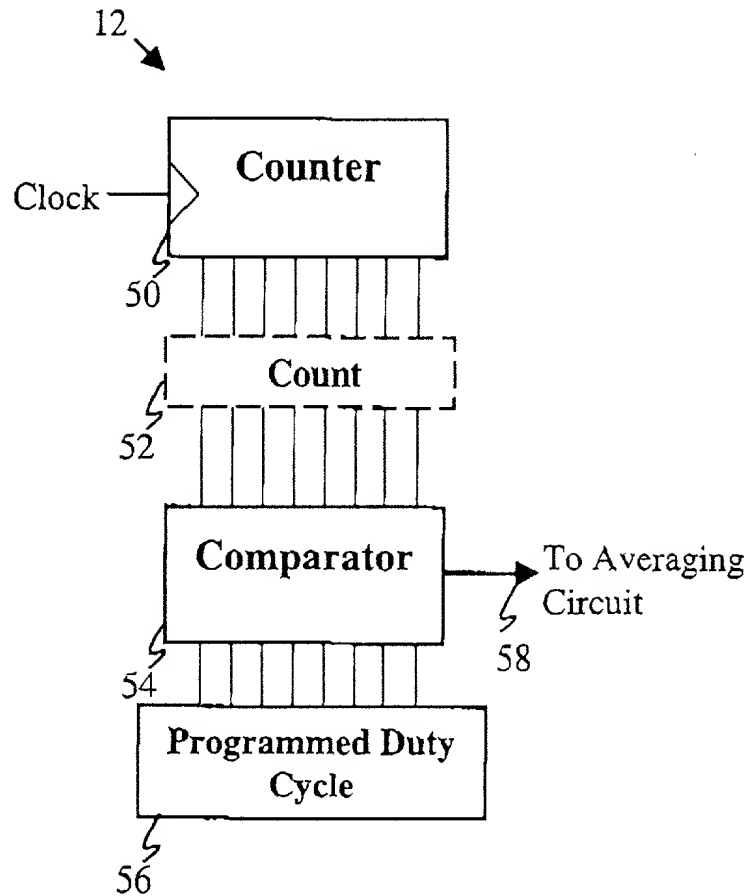 12
Counter
Clock
50
Count
52
Comparator
To Averaging
Circuit
54
58
Programmed Duty
Cycle
56